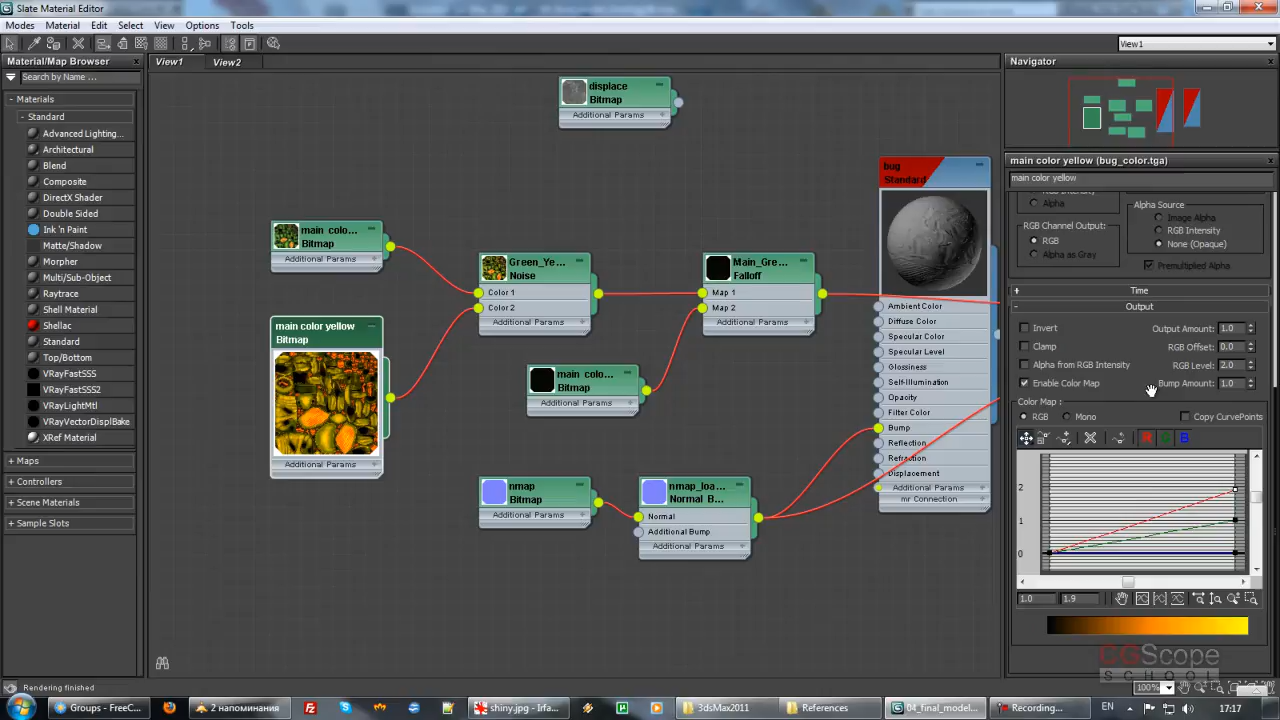 Slate Material Editor
Modes Material Edit Select View Options Tools
View1
Material/Map Browser
Search by Name ...
- Materials
- Standard
Advanced Lighting...
Architectural
Blend
Composite
DirectX Shader
Double Sided
Ink 'n Paint
Matte/Shadow
Morpher
Multi/Sub-Object
Raytrace
Shell Material
Shellac
Standard
Top/Bottom
VRayFastSSS
VRayFastSSS2
VRayLightMtl
VRayVectorDisplBake
XRef Material
+ Maps
+ Controllers
+ Scene Materials
+ Sample Slots
View1 View2
displace
Bitmap
Additional Params
main colo...
Bitmap
Additional Params
main color yellow
Bitmap
Additional Params
Green_Ye...
Noise
Color 1
Color 2
Additional Params
main colo...
Bitmap
Additional Params
Main_Gre...
Falloff
Map 1
Map 2
Additional Params
nmap
Bitmap
Additional Params
nmap_loa...
Normal B...
Normal
Additional Bump
Additional Params
bug
Standard
Ambient Color
Diffuse Color
Specular Color
Specular Level
Glossiness
Self-Illumination
Opacity
Filter Color
Bump
Reflection
Refraction
Displacement
Additional Params
mr Connection
Navigator
main color yellow (bug_color.tga)
main color yellow
Alpha
RGB Channel Output:
RGB
Alpha as Gray
Alpha Source
Image Alpha
RGB Intensity
None (Opaque)
Premultiplied Alpha
+ Time
- Output
Invert Output Amount: 1.0
Clamp RGB Offset: 0.0
Alpha from RGB Intensity RGB Level: 2.0
Enable Color Map Bump Amount: 1.0
Color Map :
RGB Mono Copy CurvePoints
R G B
2
1
0
1.0 1.9
CGScope
SCHOOL
Rendering finished
100%
Groups - FreeC...
2 напоминания
shiny.jpg - Irfa...
3dsMax2011
References
04_final_model...
Recording...
EN
17:17